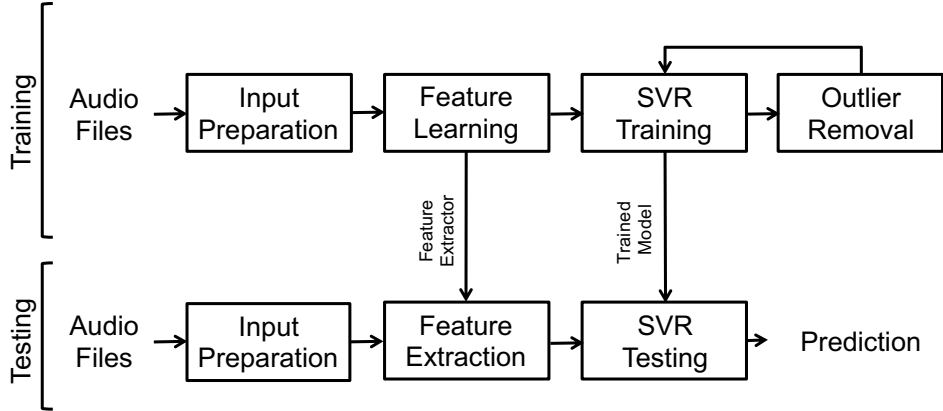 Training
Audio
Files
Input
Preparation
Feature
Learning
SVR
Training
Outlier
Removal
Feature
Extractor
Trained
Model
Testing
Audio
Files
Input
Preparation
Feature
Extraction
SVR
Testing
Prediction